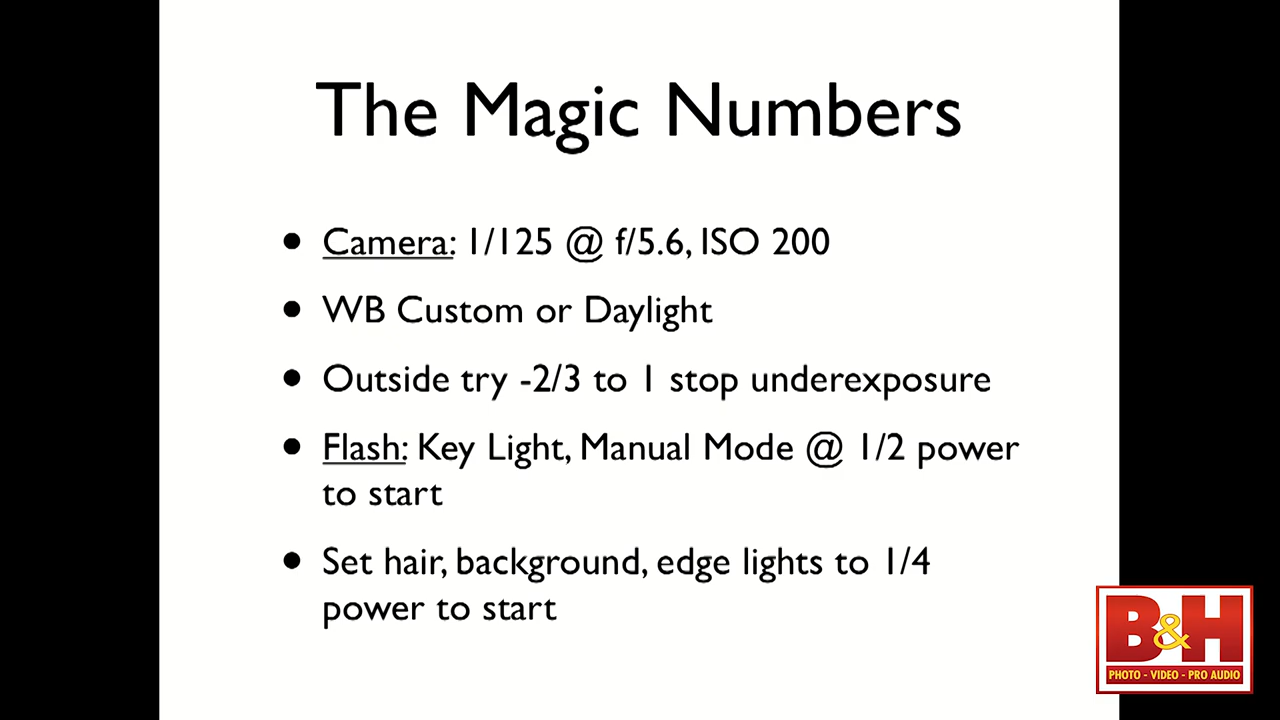 The Magic Numbers
• Camera: 1/125 @ f/5.6, ISO 200
• WB Custom or Daylight
• Outside try -2/3 to 1 stop underexposure
• Flash: Key Light, Manual Mode @ 1/2 power
to start
• Set hair, background, edge lights to 1/4
power to start
B&H
PHOTO - VIDEO - PRO AUDIO